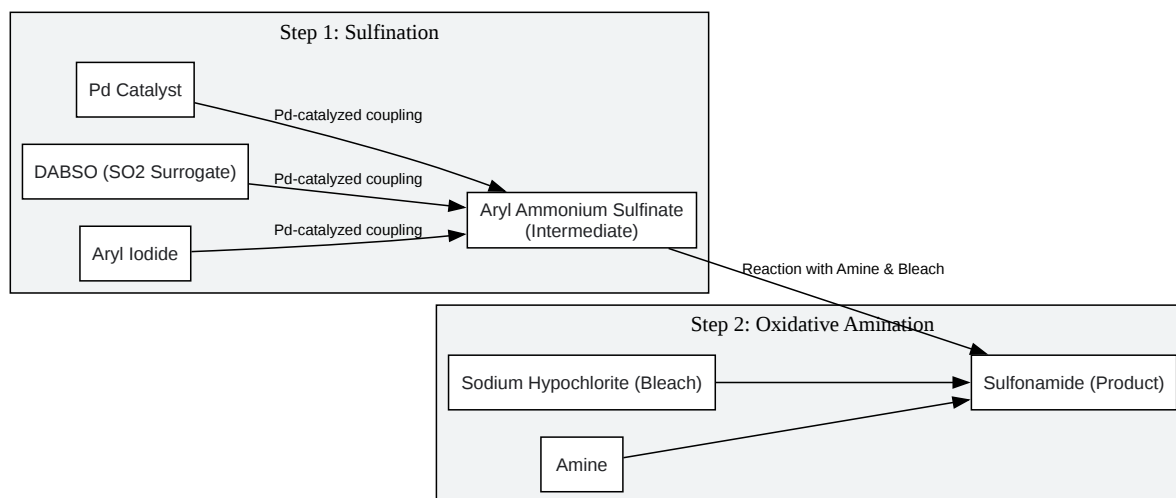 Step 1: Sulfination
Pd Catalyst
Pd-catalyzed coupling
DABSO (SO2 Surrogate)
Pd-catalyzed coupling
Aryl Ammonium Sulfinate
(Intermediate)
Aryl Iodide
Pd-catalyzed coupling
Reaction with Amine & Bleach
Step 2: Oxidative Amination
Sodium Hypochlorite (Bleach)
Sulfonamide (Product)
Amine